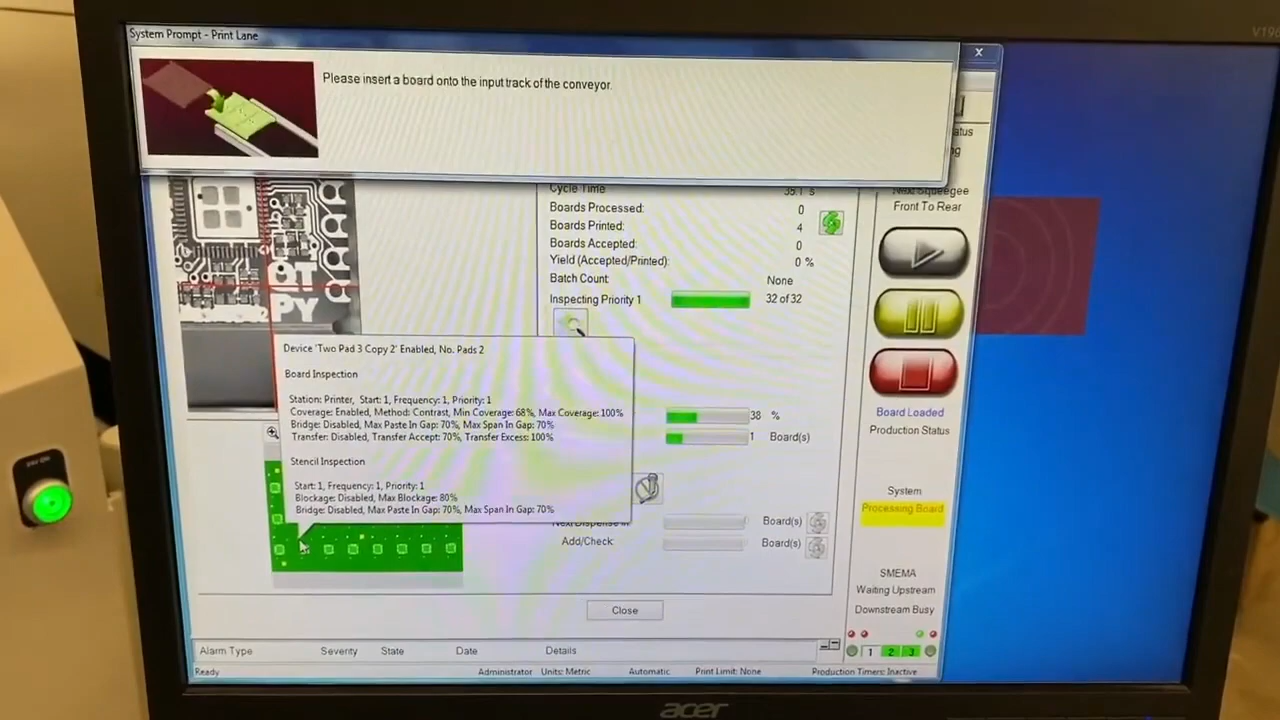 System Prompt - Print Lane
Please insert a board onto the input track of the conveyor.
Cycle Time
Boards Processed: 0
Boards Printed: 4
Boards Accepted: 0
Yield (Accepted/Printed): 0 %
Batch Count: None
Inspecting Priority 1 32 of 32
QT
PY
Device 'Two Pad 3 Copy 2' Enabled, No. Pads 2
Board Inspection
Station: Printer, Start: 1, Frequency: 1, Priority: 1
Coverage: Enabled, Method: Contrast, Min Coverage: 68%, Max Coverage: 100%
Bridge: Disabled, Max Paste In Gap: 70%, Max Span In Gap: 70%
Transfer: Disabled, Transfer Accept: 70%, Transfer Excess: 100%
Stencil Inspection
Start: 1, Frequency: 1, Priority: 1
Blockage: Disabled, Max Blockage: 80%
Bridge: Disabled, Max Paste In Gap: 70%, Max Span In Gap: 70%
38 %
1 Board(s)
Board(s)
Add/Check: Board(s)
Close
Front To Rear
Board Loaded
Production Status
System
Processing Board
SMEMA
Waiting Upstream
Downstream Busy
1 2 3
Alarm Type Severity State Date Details
Ready Administrator Units: Metric Automatic Print Limit: None Production Timers: Inactive
acer